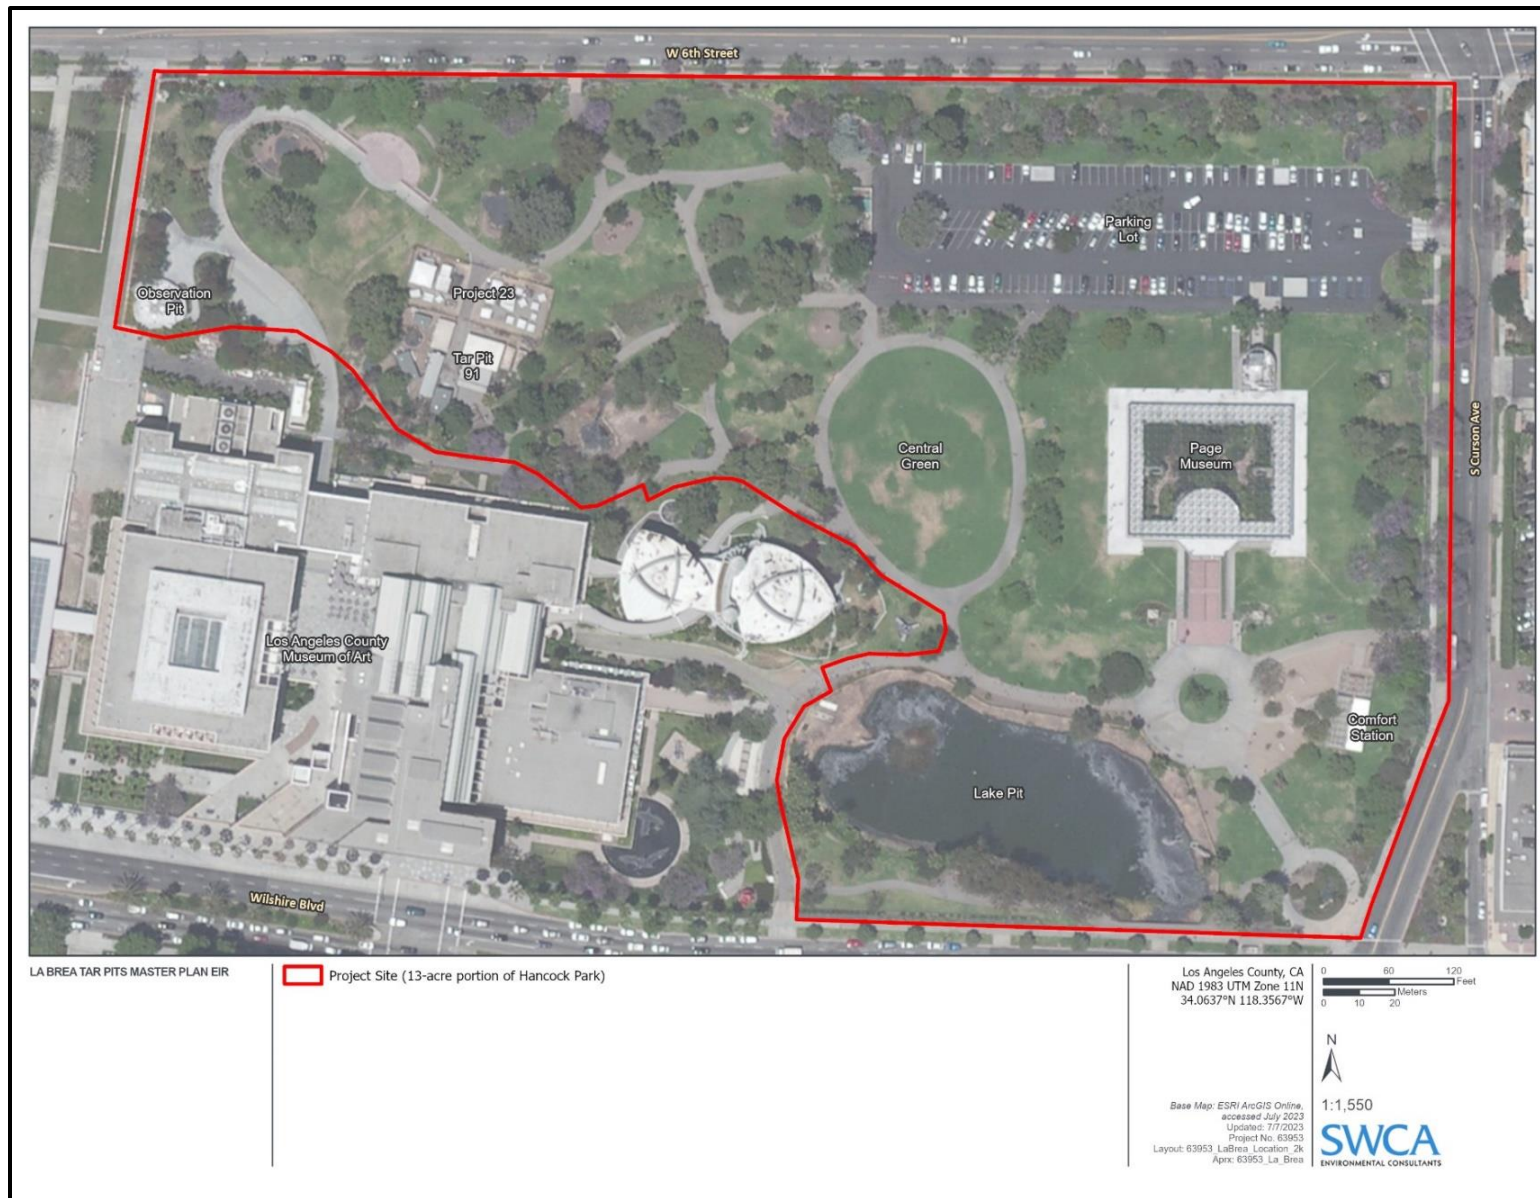 W 6th Street
Parking
Lot
Observation
Pit
Project 23
Tar Pit
91
Central
Green
Page
Museum
S Curson Ave
Los Angeles County
Museum of Art
Comfort
Station
Lake Pit
Wilshire Blvd
LA BREA TAR PITS MASTER PLAN EIR
Project Site (13-acre portion of Hancock Park)
Los Angeles County, CA
NAD 1983 UTM Zone 11N
34.0637°N 118.3567°W
0 60 120
Feet
Meters
0 10 20
N
1:1,550
Base Map: ESRI ArcGIS Online,
accessed July 2023
Updated: 7/7/2023
Project No. 63953
Layout: 63953_LaBrea_Location_2k
Aprx: 63953_La_Brea
SWCA
ENVIRONMENTAL CONSULTANTS